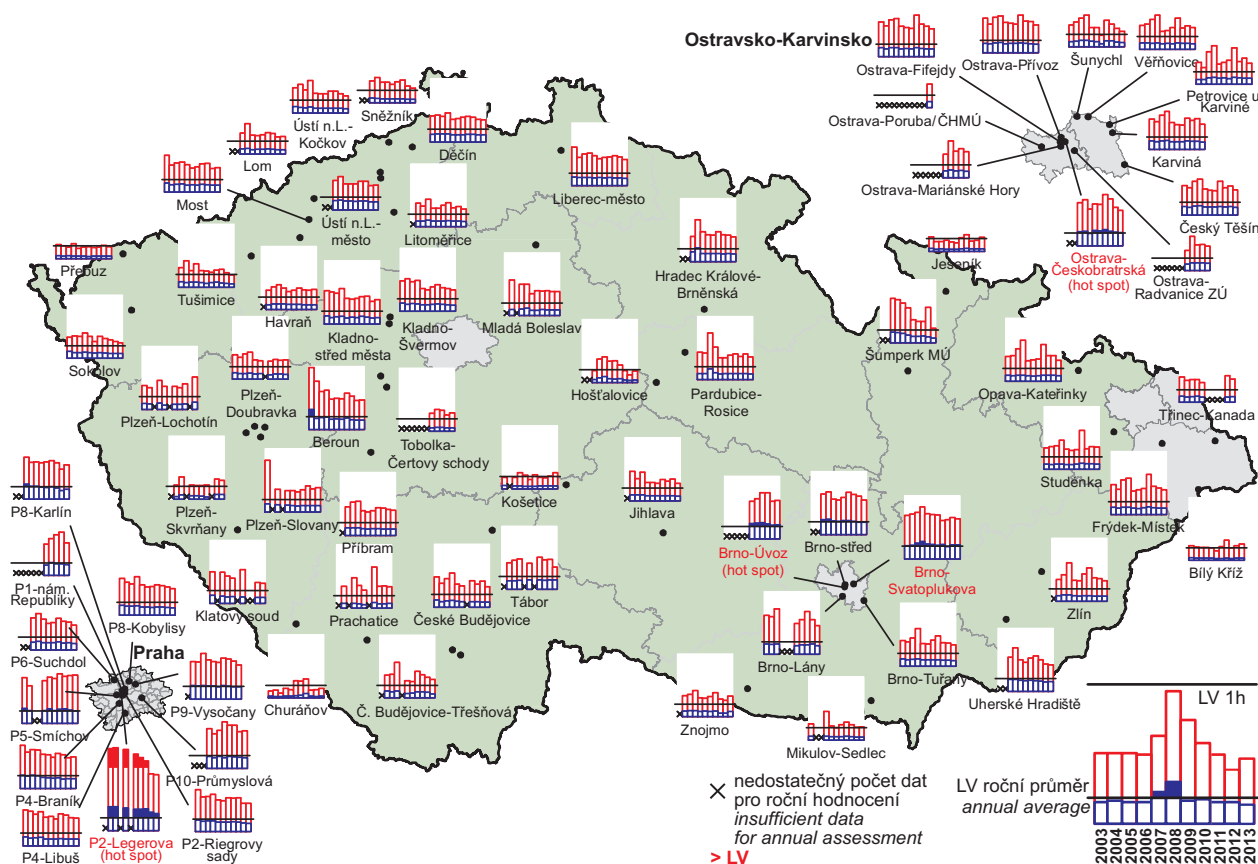 Ostravsko-Karvinsko
Ostrava-Fifejdy
Ostrava-Přívoz
Šunychl
Věřňovice
Petrovice u
Karviné
Ostrava-Poruba/ČHMÚ
Karviná
Ostrava-Mariánské Hory
Český Těšín
Ostrava-
Českobratrská
(hot spot)
Ostrava-
Radvanice ZÚ
Sněžník
Ústí n.L.-
Kočkov
Děčín
Lom
Most
Ústí n.L.-
město
Litoměřice
Liberec-město
Přebuz
Tušimice
Havraň
Kladno-
střed města
Kladno-
Švermov
Mladá Boleslav
Hradec Králové-
Brněnská
Jeseník
Šumperk MÚ
Sokolov
Plzeň-Lochotín
Plzeň-
Doubravka
Beroun
Tobolka-
Čertovy schody
Hošťalovice
Pardubice-
Rosice
Opava-Kateřinky
Třinec-Kanada
Studénka
P8-Karlín
Plzeň-
Skvrňany
Plzeň-Slovany
Příbram
Košetice
Jihlava
Brno-Úvoz
(hot spot)
Brno-střed
Brno-
Svatoplukova
Frýdek-Místek
Bílý Kříž
P1-nám.
Republiky
P8-Kobylisy
Klatovy soud
Prachatice
České Budějovice
Tábor
Zlín
P6-Suchdol
Praha
P9-Vysočany
Churáňov
Č. Budějovice-Třešňová
Brno-Lány
Brno-Tuřany
Uherské Hradiště
P5-Smíchov
P10-Průmyslová
Znojmo
Mikulov-Sedlec
P4-Braník
P4-Libuš
P2-Legerova
(hot spot)
P2-Riegrovy
sady
× nedostatečný počet dat
pro roční hodnocení
insufficient data
for annual assessment
> LV
LV 1h
LV roční průměr
annual average
2003
2004
2005
2006
2007
2008
2009
2010
2011
2012
2013